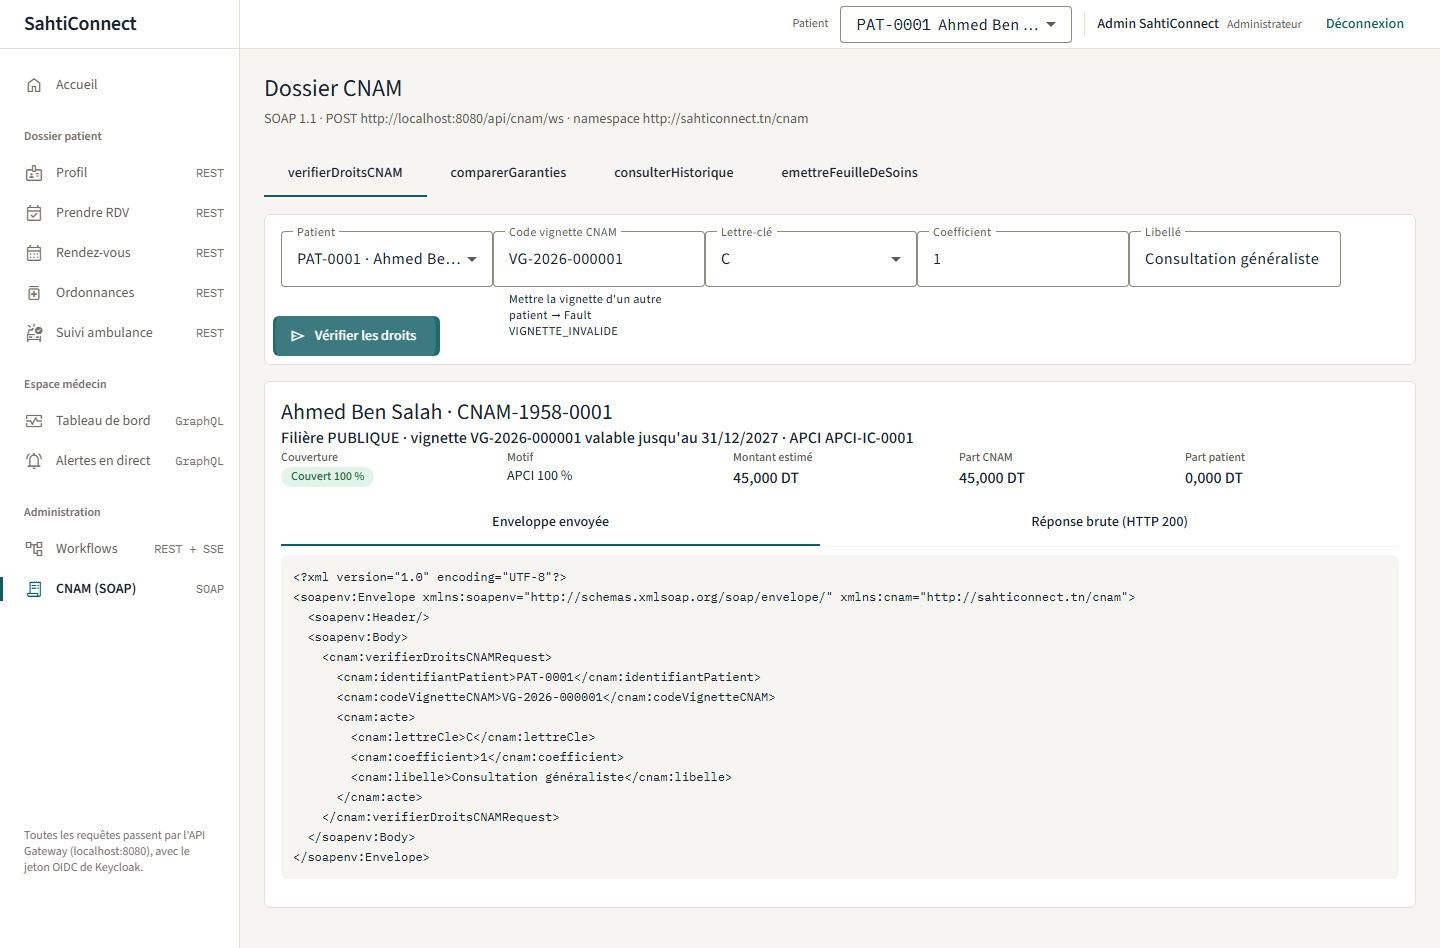 SahtiConnect
Patient
PAT-0001 Ahmed Ben ...
Admin SahtiConnect Administrateur
Déconnexion
Accueil
Dossier patient
Profil REST
Prendre RDV REST
Rendez-vous REST
Ordonnances REST
Suivi ambulance REST
Espace médecin
Tableau de bord GraphQL
Alertes en direct GraphQL
Administration
Workflows REST + SSE
CNAM (SOAP) SOAP
Toutes les requêtes passent par l'API
Gateway (localhost:8080), avec le
jeton OIDC de Keycloak.
Dossier CNAM
SOAP 1.1 · POST http://localhost:8080/api/cnam/ws · namespace http://sahticonnect.tn/cnam
verifierDroitsCNAM comparerGaranties consulterHistorique emettreFeuilleDeSoins
Patient
PAT-0001 · Ahmed Be...
Code vignette CNAM
VG-2026-000001
Mettre la vignette d'un autre
patient → Fault
VIGNETTE_INVALIDE
Lettre-clé
C
Coefficient
1
Libellé
Consultation généraliste
Vérifier les droits
Ahmed Ben Salah · CNAM-1958-0001
Filière PUBLIQUE · vignette VG-2026-000001 valable jusqu'au 31/12/2027 · APCI APCI-IC-0001
Couverture Motif Montant estimé Part CNAM Part patient
Couvert 100 % APCI 100 % 45,000 DT 45,000 DT 0,000 DT
Enveloppe envoyée Réponse brute (HTTP 200)
<?xml version="1.0" encoding="UTF-8"?>
<soapenv:Envelope xmlns:soapenv="http://schemas.xmlsoap.org/soap/envelope/" xmlns:cnam="http://sahticonnect.tn/cnam">
<soapenv:Header/>
<soapenv:Body>
<cnam:verifierDroitsCNAMRequest>
<cnam:identifiantPatient>PAT-0001</cnam:identifiantPatient>
<cnam:codeVignetteCNAM>VG-2026-000001</cnam:codeVignetteCNAM>
<cnam:acte>
<cnam:lettreCle>C</cnam:lettreCle>
<cnam:coefficient>1</cnam:coefficient>
<cnam:libelle>Consultation généraliste</cnam:libelle>
</cnam:acte>
</cnam:verifierDroitsCNAMRequest>
</soapenv:Body>
</soapenv:Envelope>